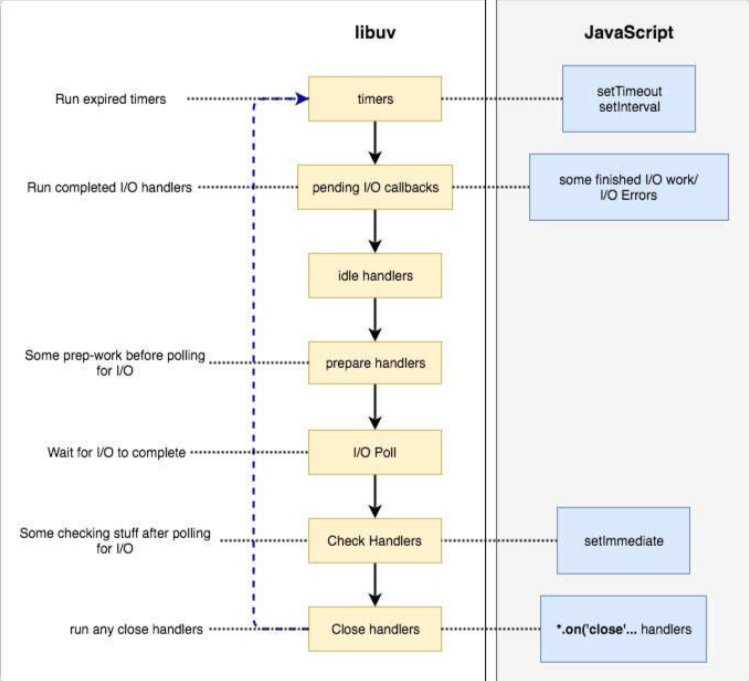 libuv
JavaScript
Run expired timers
timers
setTimeout
setInterval
Run completed I/O handlers
pending I/O callbacks
some finished I/O work/
I/O Errors
idle handlers
Some prep-work before polling
for I/O
prepare handlers
Wait for I/O to complete
I/O Poll
Some checking stuff after polling
for I/O
Check Handlers
setImmediate
run any close handlers
Close handlers
*.on('close'... handlers